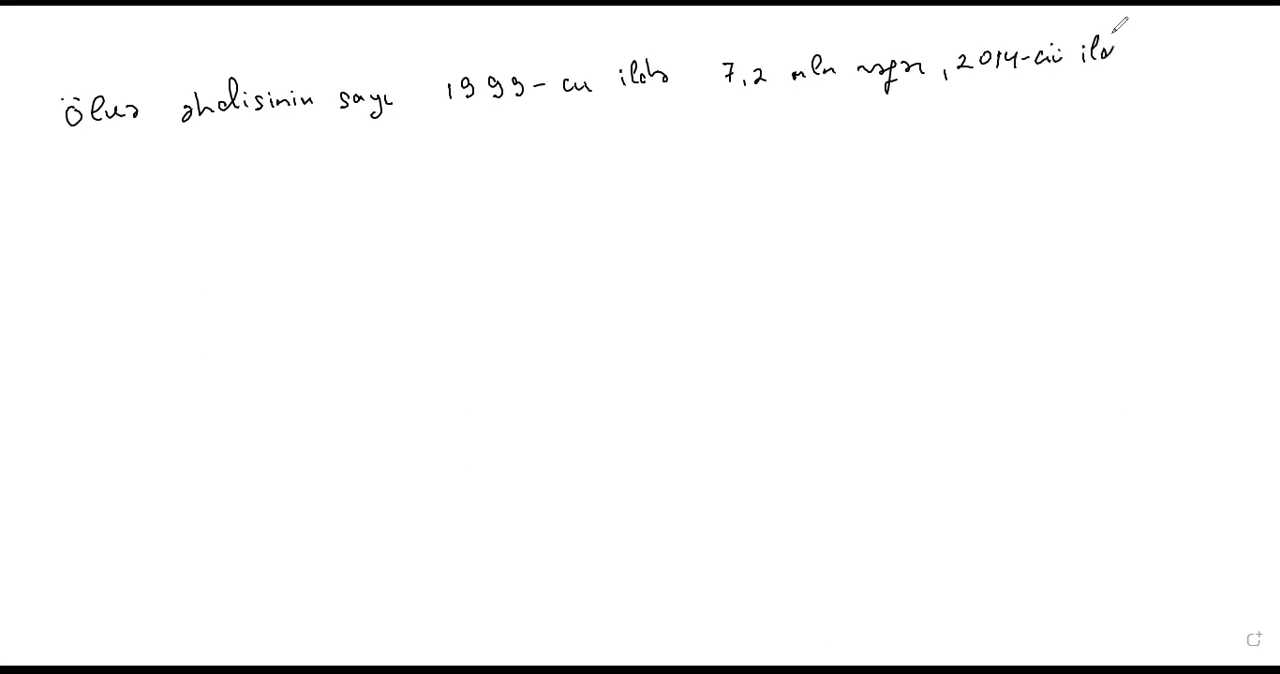 Ölkə əhalisinin sayı 1999-cu ildə 7,2 mln nəfər, 2014-cü ildə